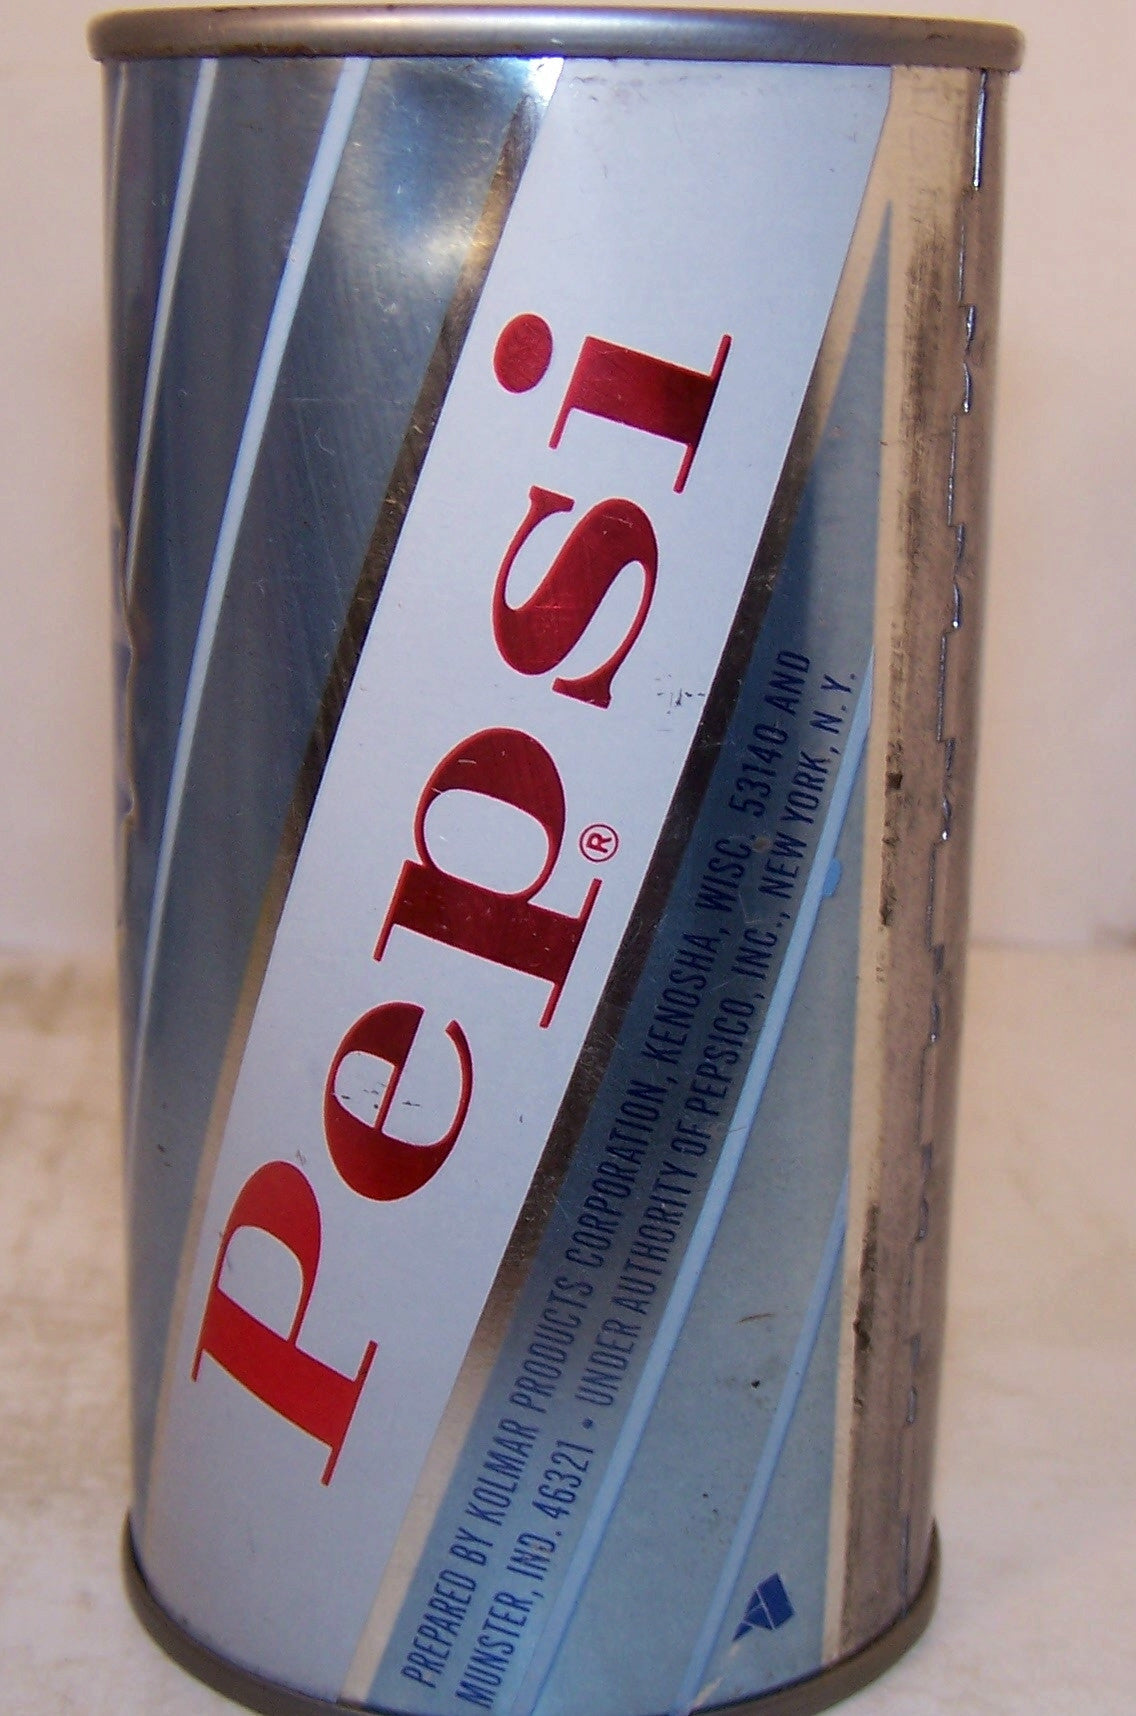 Pepsi®
PREPARED BY KOLMAR PRODUCTS CORPORATION, KENOSHA, WISC. 53140 AND
MUNSTER, IND. 46321 • UNDER AUTHORITY OF PEPSICO, INC., NEW YORK, N.Y.